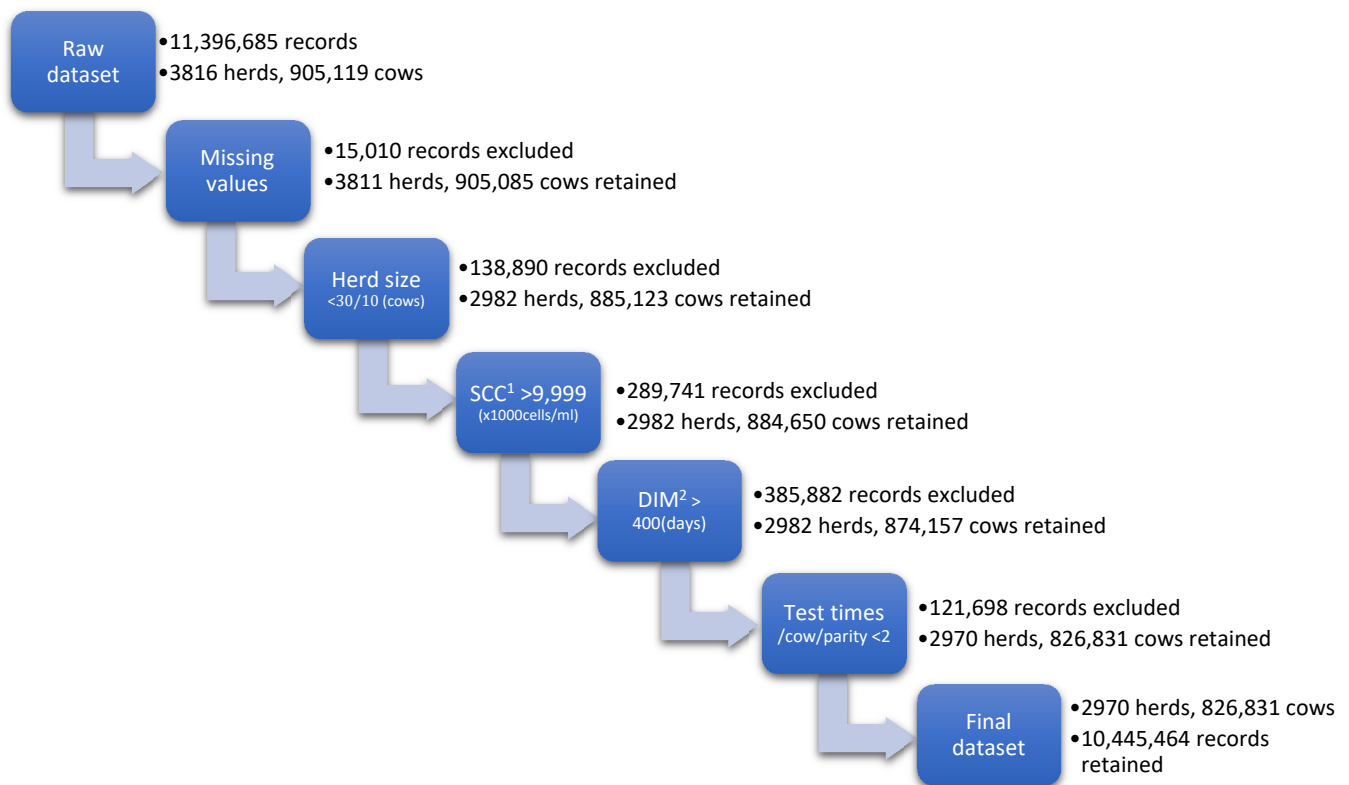 Raw
dataset
•11,396,685 records
•3816 herds, 905,119 cows
Missing
values
•15,010 records excluded
•3811 herds, 905,085 cows retained
Herd size
<30/10 (cows)
•138,890 records excluded
•2982 herds, 885,123 cows retained
SCC¹ >9,999
(x1000cells/ml)
•289,741 records excluded
•2982 herds, 884,650 cows retained
DIM² >
400(days)
•385,882 records excluded
•2982 herds, 874,157 cows retained
Test times
/cow/parity <2
•121,698 records excluded
•2970 herds, 826,831 cows retained
Final
dataset
•2970 herds, 826,831 cows
•10,445,464 records
retained